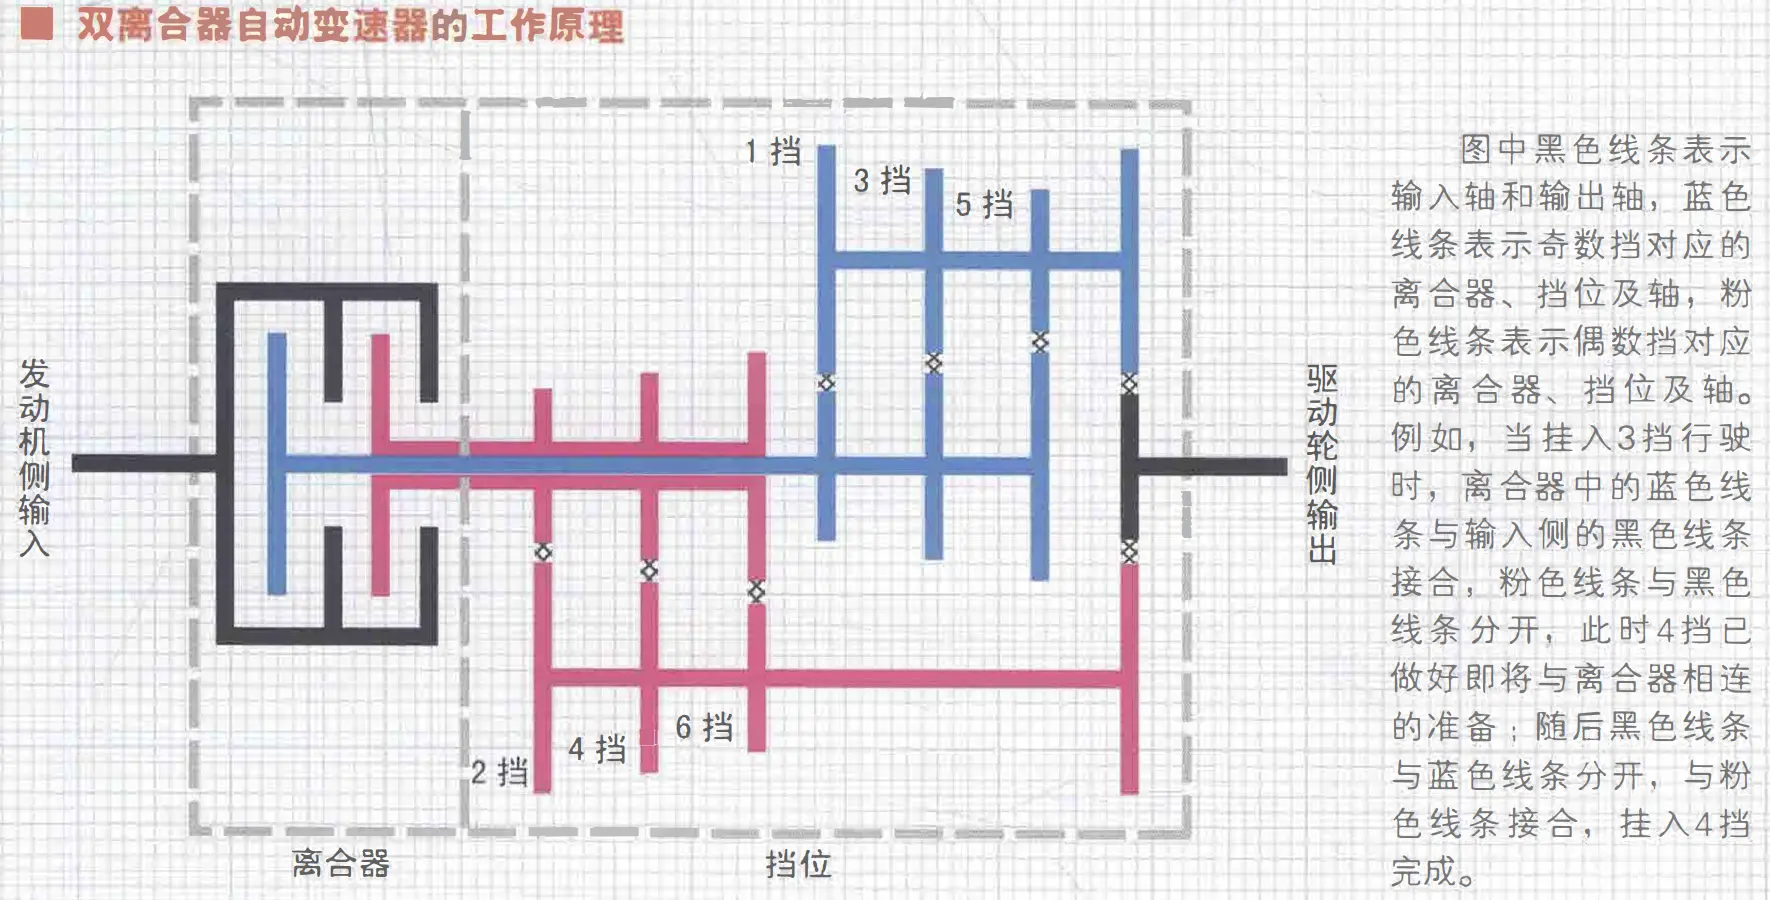 双离合器自动变速器的工作原理
1挡
3挡
5挡
2挡
4挡
6挡
发动机侧输入
驱动轮侧输出
离合器
挡位
图中黑色线条表示
输入轴和输出轴，蓝色
线条表示奇数挡对应的
离合器、挡位及轴，粉
色线条表示偶数挡对应
的离合器、挡位及轴。
例如，当挂入3挡行驶
时，离合器中的蓝色线
条与输入侧的黑色线条
接合，粉色线条与黑色
线条分开，此时4挡已
做好即将与离合器相连
的准备；随后黑色线条
与蓝色线条分开，与粉
色线条接合，挂入4挡
完成。